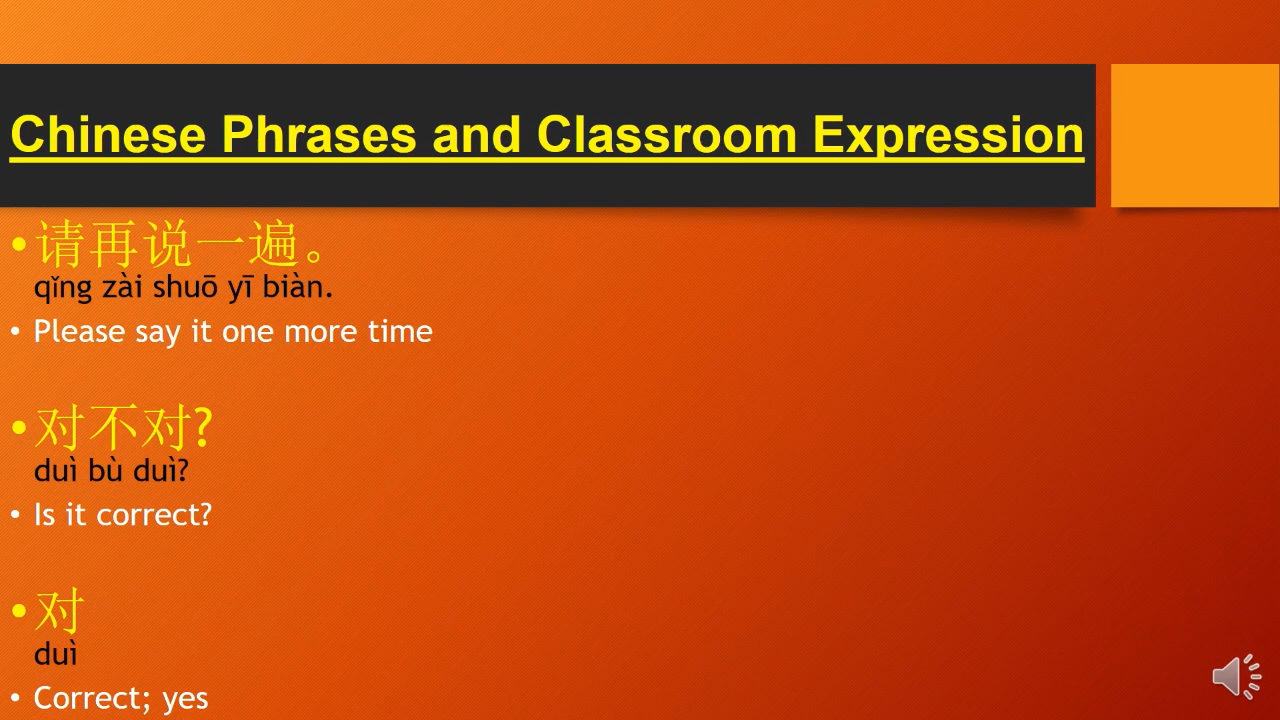 Chinese Phrases and Classroom Expression
•请再说一遍。
qǐng zài shuō yī biàn.
• Please say it one more time
•对不对?
duì bù duì?
• Is it correct?
•对
duì
• Correct; yes